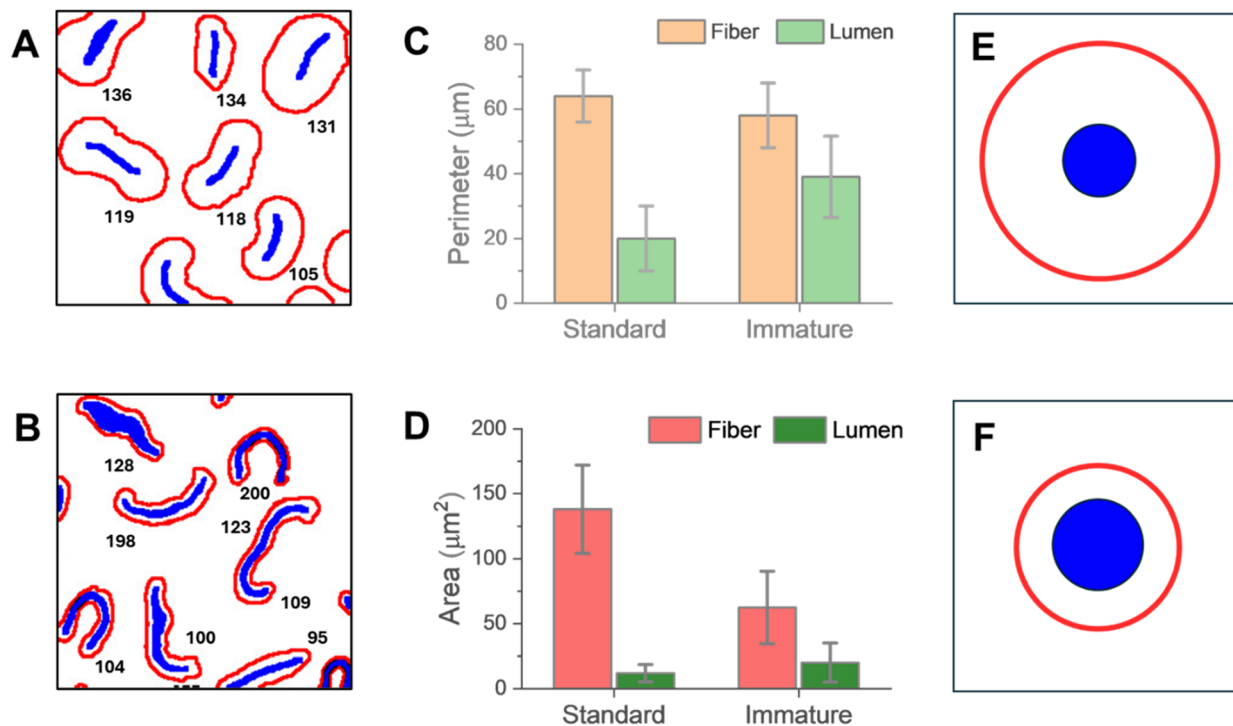 A
136
134
131
119
118
105
B
128
200
198
123
109
104
100
95
C
Fiber
Lumen
Perimeter (μm)
80
60
40
20
0
Standard
Immature
D
Fiber
Lumen
Area (μm²)
200
150
100
50
0
Standard
Immature
E
F